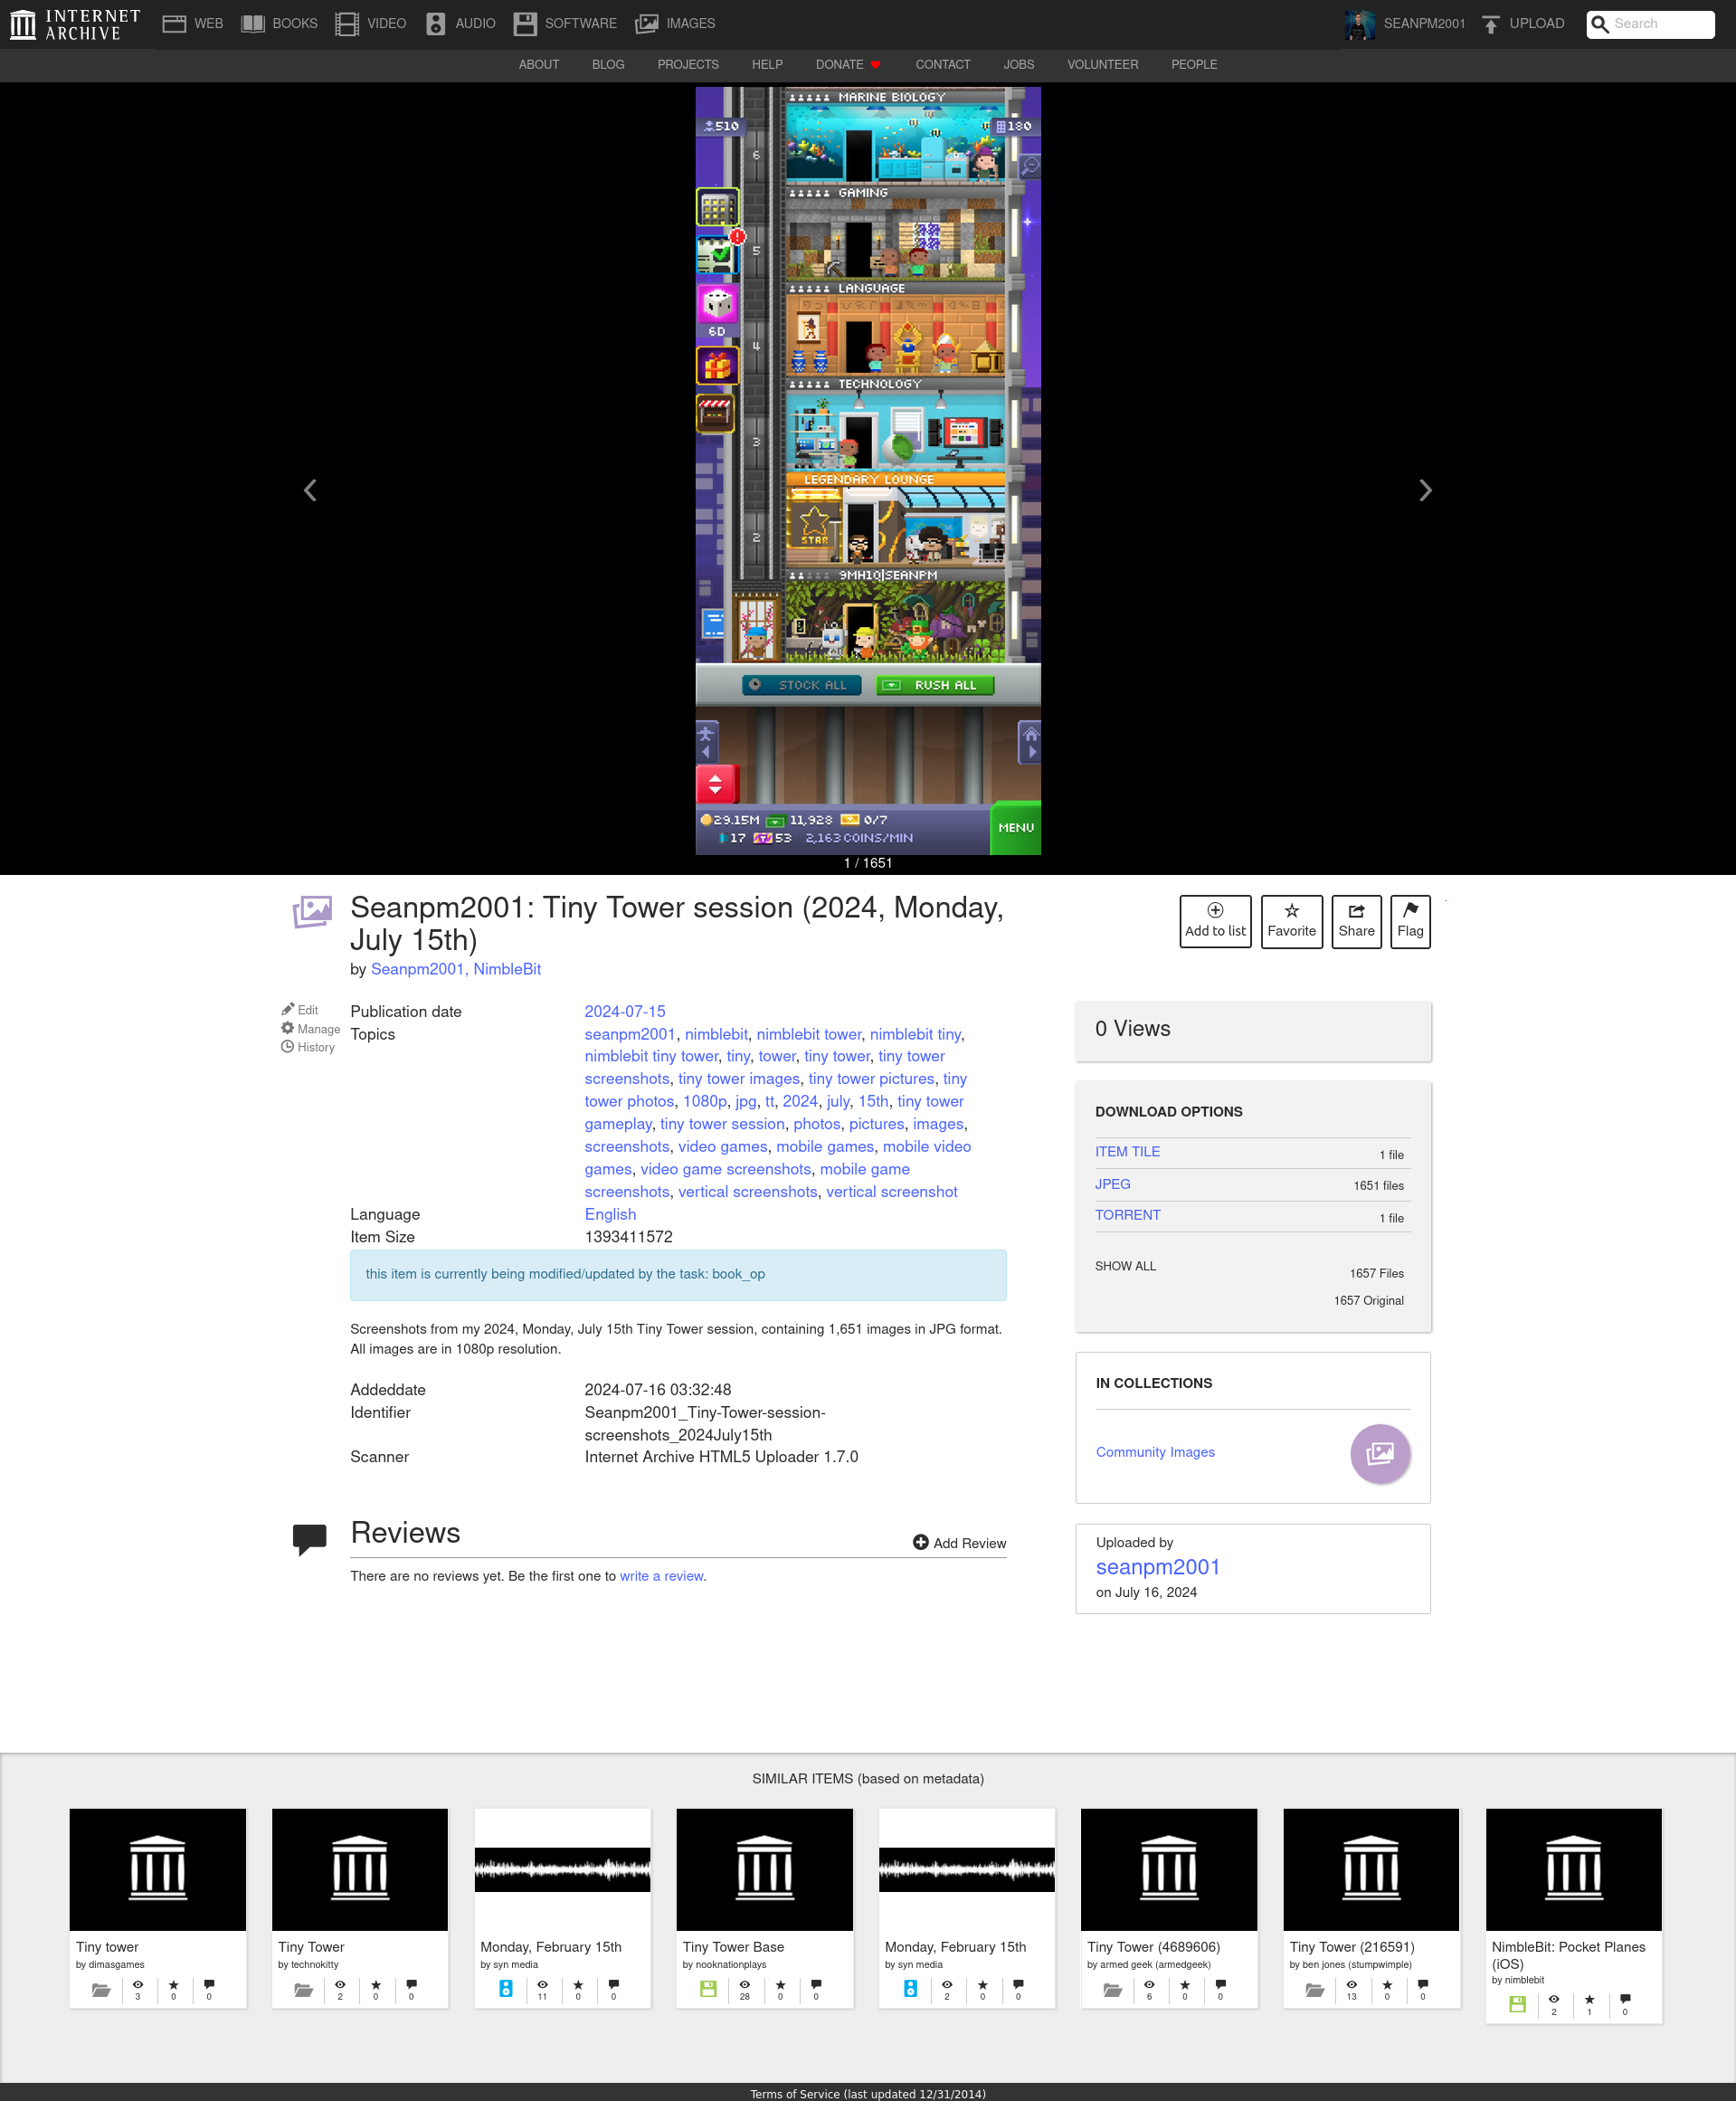 INTERNET ARCHIVE
WEB BOOKS VIDEO AUDIO SOFTWARE IMAGES SEANPM2001 UPLOAD Search
ABOUT BLOG PROJECTS HELP DONATE CONTACT JOBS VOLUNTEER PEOPLE
MARINE BIOLOGY
510 180
6
GAMING
5
LANGUAGE
6D
4
TECHNOLOGY
3
LEGENDARY LOUNGE
STAR
2
9MH1Q|SEANPM
STOCK ALL RUSH ALL
29.15M 11,928 0/7
17 53 2,163 COINS/MIN
MENU
1 / 1651
Seanpm2001: Tiny Tower session (2024, Monday,
July 15th)
by Seanpm2001, NimbleBit
Add to list Favorite Share Flag
Edit
Manage
History
Publication date 2024-07-15
Topics seanpm2001, nimblebit, nimblebit tower, nimblebit tiny,
nimblebit tiny tower, tiny, tower, tiny tower, tiny tower
screenshots, tiny tower images, tiny tower pictures, tiny
tower photos, 1080p, jpg, tt, 2024, july, 15th, tiny tower
gameplay, tiny tower session, photos, pictures, images,
screenshots, video games, mobile games, mobile video
games, video game screenshots, mobile game
screenshots, vertical screenshots, vertical screenshot
Language English
Item Size 1393411572
this item is currently being modified/updated by the task: book_op
Screenshots from my 2024, Monday, July 15th Tiny Tower session, containing 1,651 images in JPG format.
All images are in 1080p resolution.
Addeddate 2024-07-16 03:32:48
Identifier Seanpm2001_Tiny-Tower-session-
screenshots_2024July15th
Scanner Internet Archive HTML5 Uploader 1.7.0
Reviews
Add Review
There are no reviews yet. Be the first one to write a review.
0 Views
DOWNLOAD OPTIONS
ITEM TILE 1 file
JPEG 1651 files
TORRENT 1 file
SHOW ALL 1657 Files
1657 Original
IN COLLECTIONS
Community Images
Uploaded by
seanpm2001
on July 16, 2024
SIMILAR ITEMS (based on metadata)
Tiny tower
by dimasgames
3 0 0
Tiny Tower
by technokitty
2 0 0
Monday, February 15th
by syn media
11 0 0
Tiny Tower Base
by nooknationplays
28 0 0
Monday, February 15th
by syn media
2 0 0
Tiny Tower (4689606)
by armed geek (armedgeek)
6 0 0
Tiny Tower (216591)
by ben jones (stumpwimple)
13 0 0
NimbleBit: Pocket Planes
(iOS)
by nimblebit
2 1 0
Terms of Service (last updated 12/31/2014)